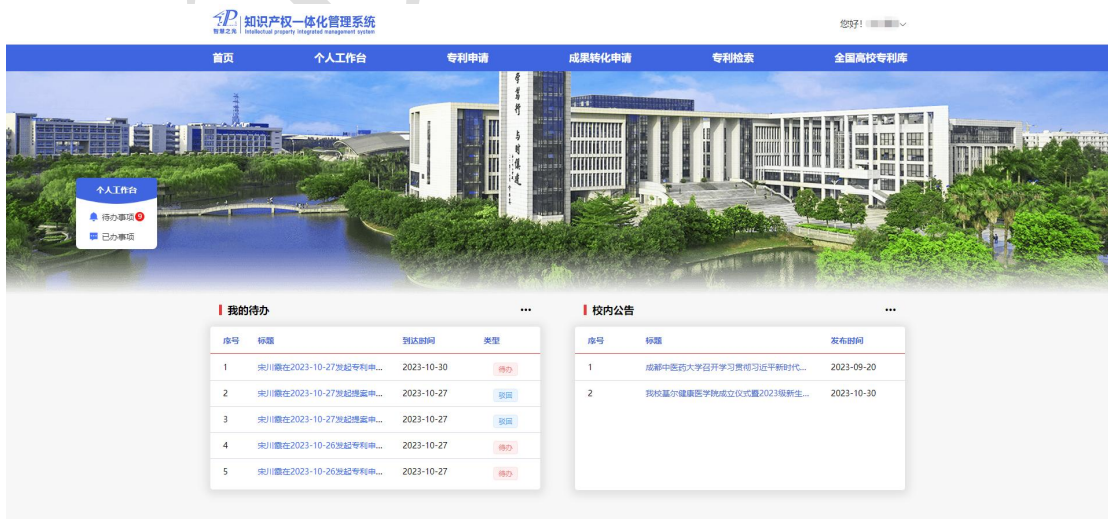 知识产权一体化管理系统
智慧之光 Intellectual property integrated management system
您好!
首页 个人工作台 专利申请 成果转化申请 专利检索 全国高校专利库
与时俱进
个人工作台
待办事项 9
已办事项
我的待办 •••
序号 标题 到达时间 类型
1 宋川霞在2023-10-27发起专利申... 2023-10-30 待办
2 宋川霞在2023-10-27发起提案申... 2023-10-27 驳回
3 宋川霞在2023-10-27发起提案申... 2023-10-27 驳回
4 宋川霞在2023-10-26发起专利申... 2023-10-27 待办
5 宋川霞在2023-10-26发起专利申... 2023-10-27 待办
校内公告 •••
序号 标题 发布时间
1 成都中医药大学召开学习贯彻习近平新时代... 2023-09-20
2 我校基尔健康医学院成立仪式暨2023级新生... 2023-10-30